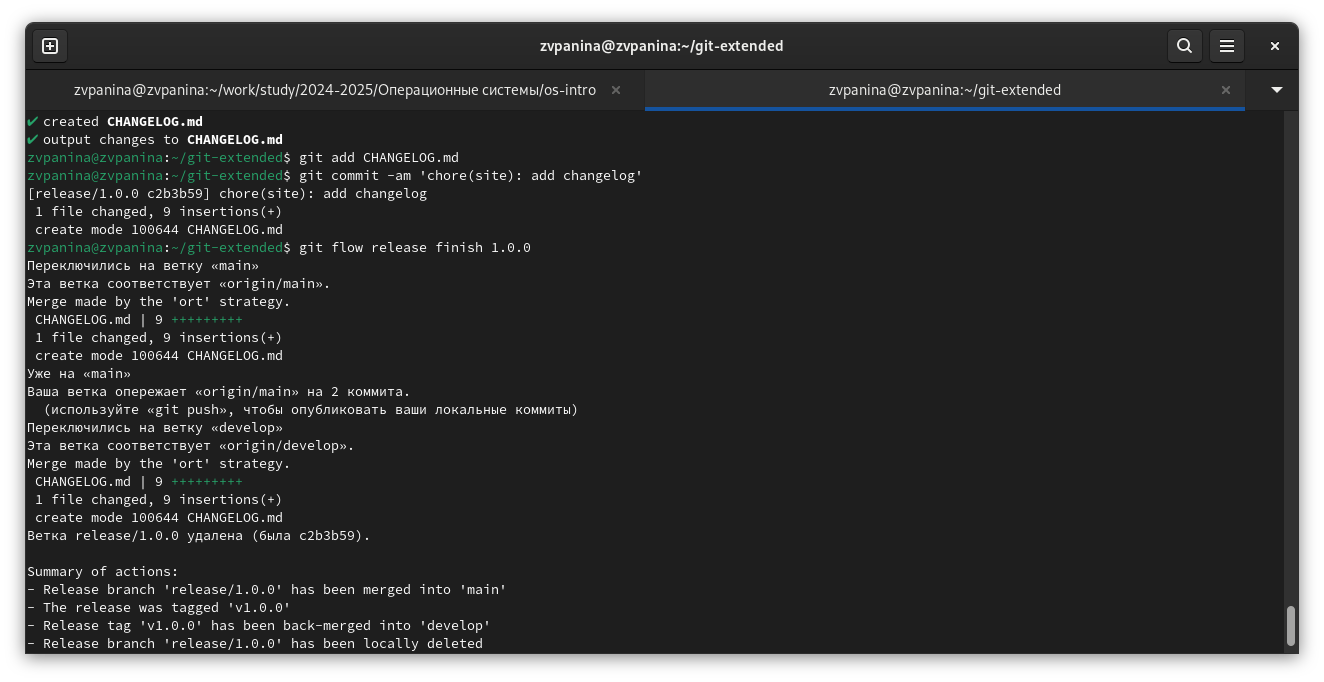 zvpanina@zvpanina:~/git-extended
zvpanina@zvpanina:~/work/study/2024-2025/Операционные системы/os-intro
zvpanina@zvpanina:~/git-extended
✔ created CHANGELOG.md
✔ output changes to CHANGELOG.md
zvpanina@zvpanina:~/git-extended$ git add CHANGELOG.md
zvpanina@zvpanina:~/git-extended$ git commit -am 'chore(site): add changelog'
[release/1.0.0 c2b3b59] chore(site): add changelog
 1 file changed, 9 insertions(+)
 create mode 100644 CHANGELOG.md
zvpanina@zvpanina:~/git-extended$ git flow release finish 1.0.0
Переключились на ветку «main»
Эта ветка соответствует «origin/main».
Merge made by the 'ort' strategy.
 CHANGELOG.md | 9 +++++++++
 1 file changed, 9 insertions(+)
 create mode 100644 CHANGELOG.md
Уже на «main»
Ваша ветка опережает «origin/main» на 2 коммита.
  (используйте «git push», чтобы опубликовать ваши локальные коммиты)
Переключились на ветку «develop»
Эта ветка соответствует «origin/develop».
Merge made by the 'ort' strategy.
 CHANGELOG.md | 9 +++++++++
 1 file changed, 9 insertions(+)
 create mode 100644 CHANGELOG.md
Ветка release/1.0.0 удалена (была c2b3b59).
Summary of actions:
- Release branch 'release/1.0.0' has been merged into 'main'
- The release was tagged 'v1.0.0'
- Release tag 'v1.0.0' has been back-merged into 'develop'
- Release branch 'release/1.0.0' has been locally deleted